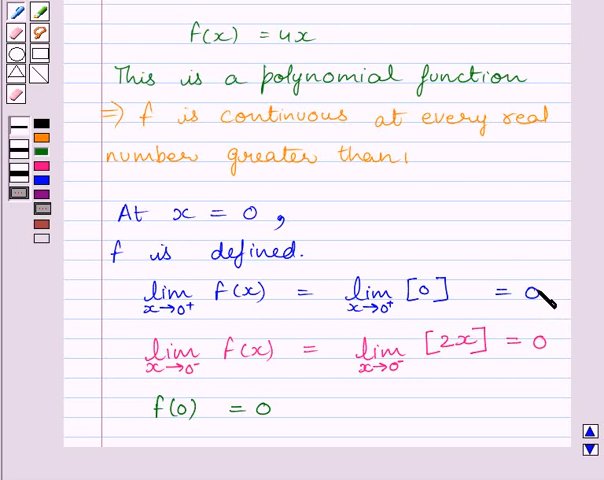 f(x) = 4x
This is a polynomial function
⇒ f is continuous at every real
number greater than 1
At x = 0,
f is defined.
lim x→0⁺ f(x) = lim x→0⁺ [0] = 0
lim x→0⁻ f(x) = lim x→0⁻ [2x] = 0
f(0) = 0